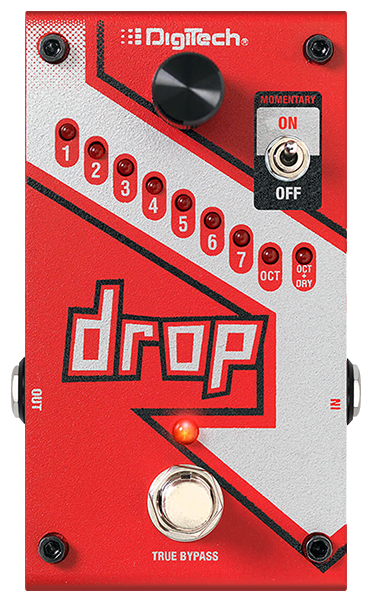 DigiTech®
MOMENTARY
ON
OFF
1
2
3
4
5
6
7
OCT
OCT
+
DRY
drop
OUT
IN
TRUE BYPASS